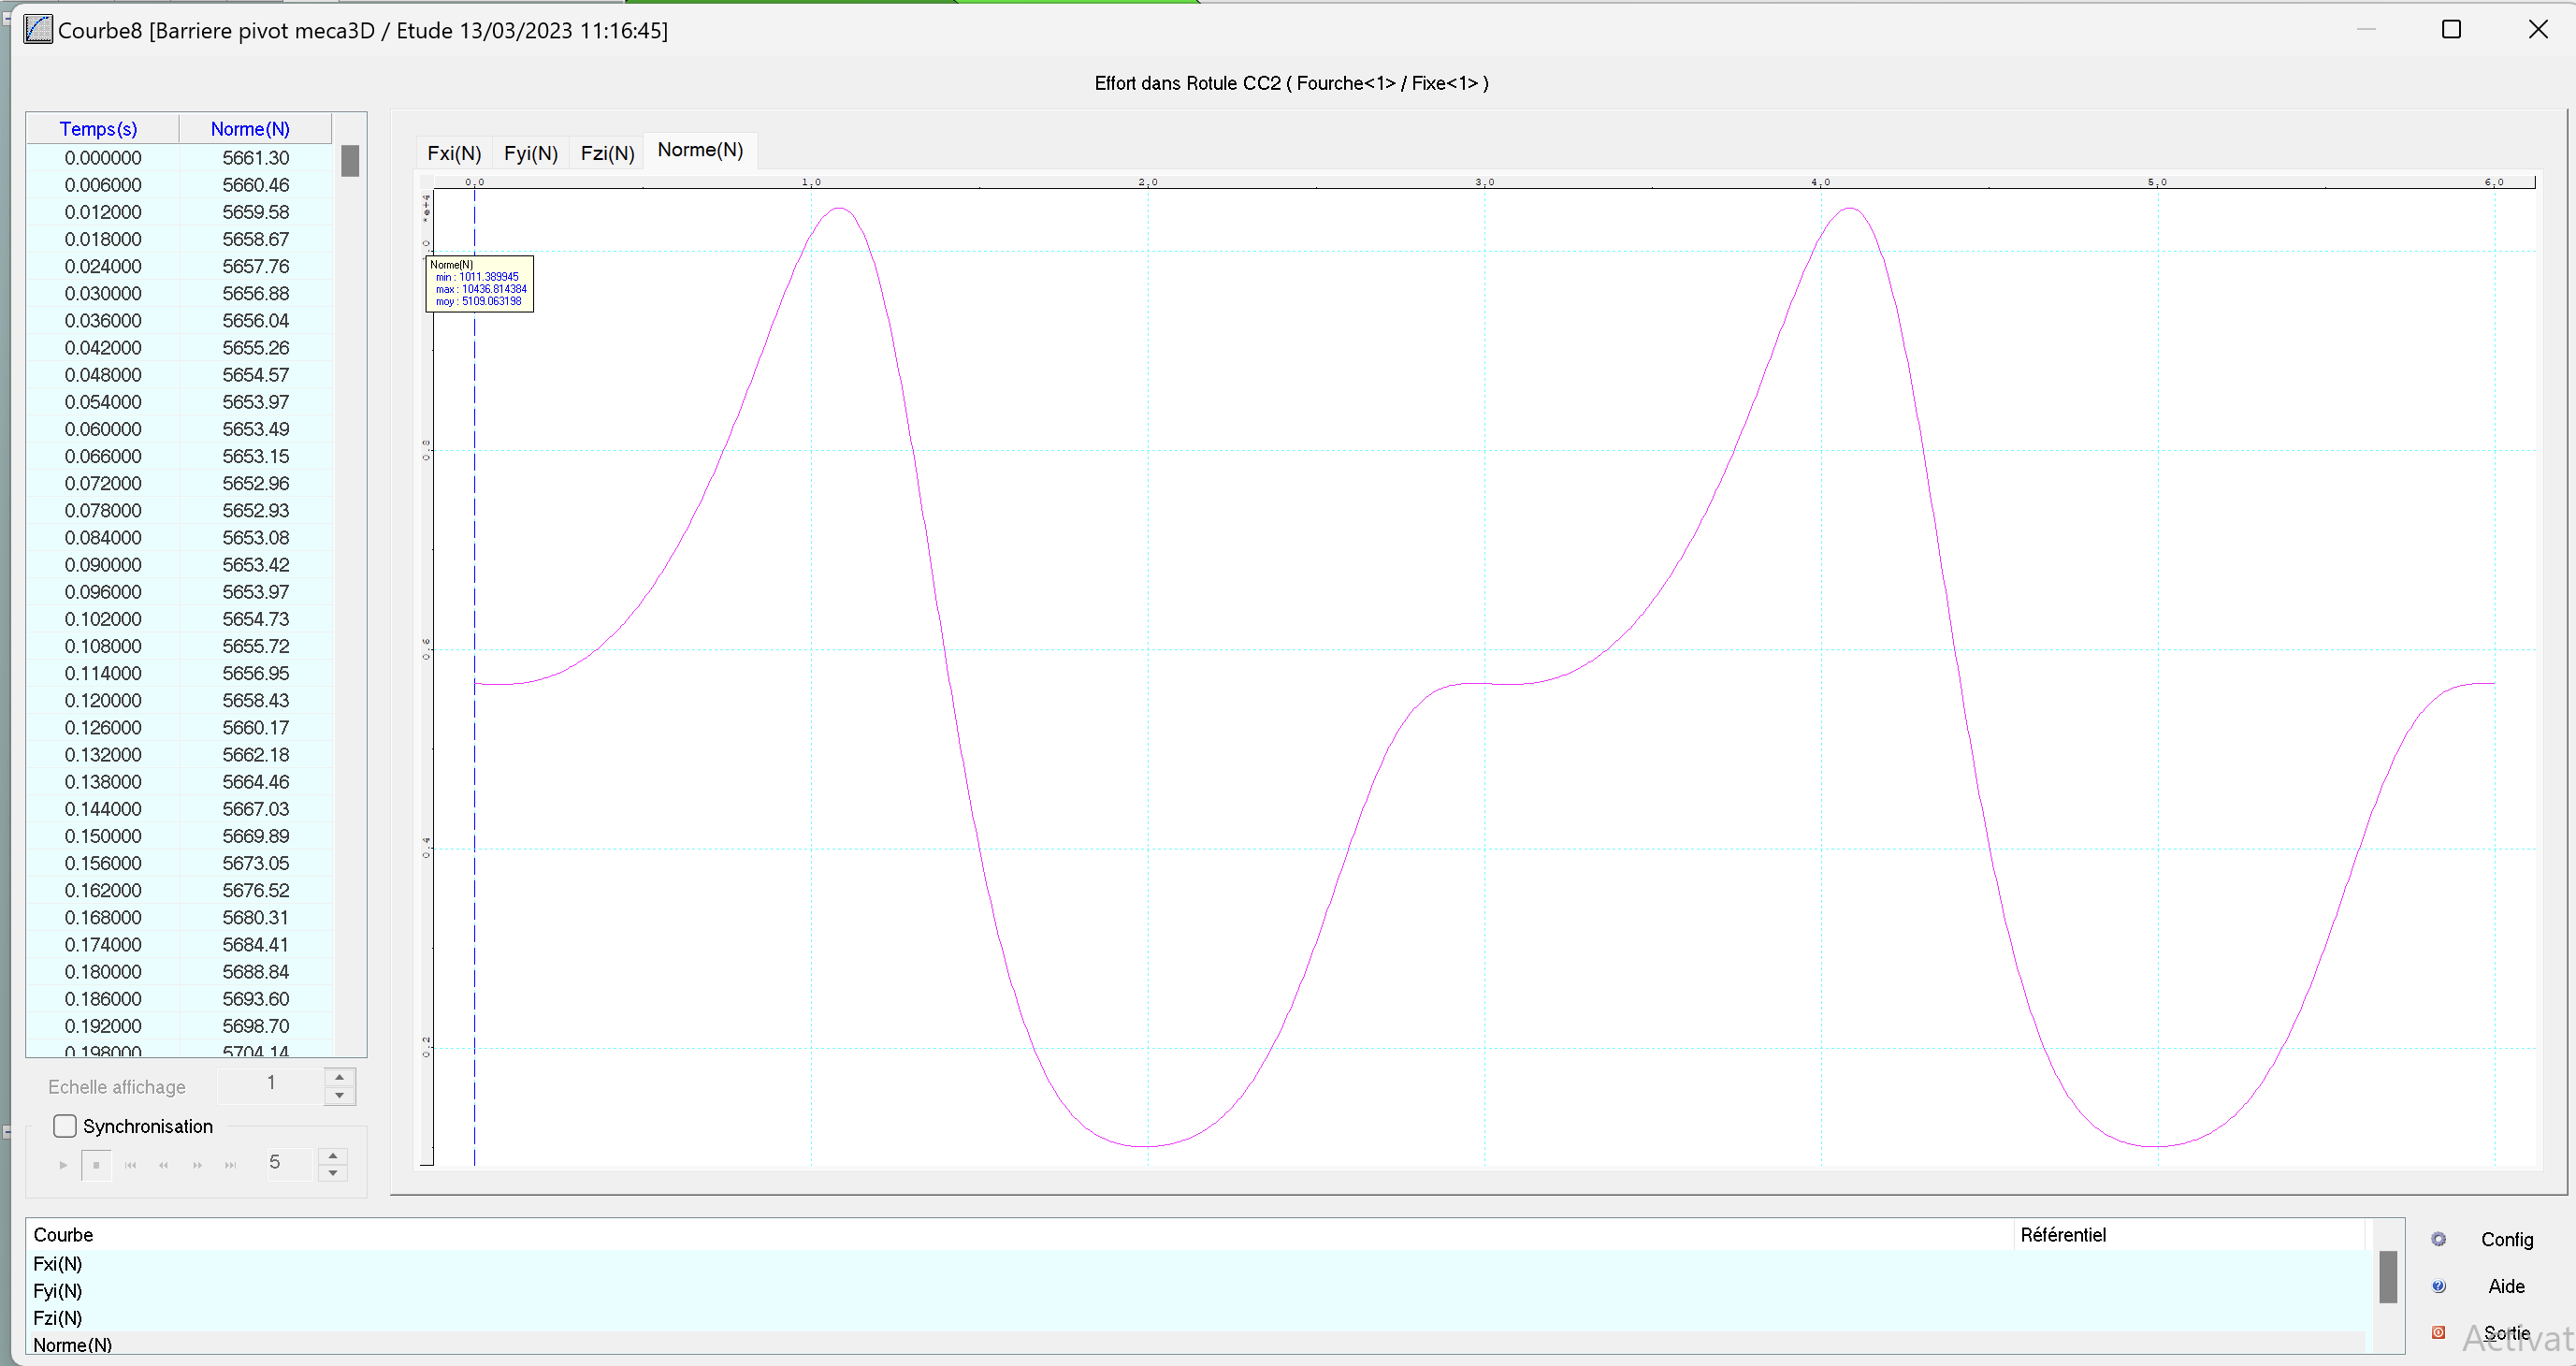 Courbe8 [Barriere pivot meca3D / Etude 13/03/2023 11:16:45]
Effort dans Rotule CC2 ( Fourche<1> / Fixe<1> )
Temps(s) Norme(N)
0.000000 5661.30
0.006000 5660.46
0.012000 5659.58
0.018000 5658.67
0.024000 5657.76
0.030000 5656.88
0.036000 5656.04
0.042000 5655.26
0.048000 5654.57
0.054000 5653.97
0.060000 5653.49
0.066000 5653.15
0.072000 5652.96
0.078000 5652.93
0.084000 5653.08
0.090000 5653.42
0.096000 5653.97
0.102000 5654.73
0.108000 5655.72
0.114000 5656.95
0.120000 5658.43
0.126000 5660.17
0.132000 5662.18
0.138000 5664.46
0.144000 5667.03
0.150000 5669.89
0.156000 5673.05
0.162000 5676.52
0.168000 5680.31
0.174000 5684.41
0.180000 5688.84
0.186000 5693.60
0.192000 5698.70
0.198000 5704.14
Echelle affichage 1
Synchronisation
5
Fxi(N) Fyi(N) Fzi(N) Norme(N)
0.0 1.0 2.0 3.0 4.0 5.0 6.0
*e+4
Norme(N)
min : 1011.389945
max : 10436.814384
moy : 5109.063198
0.8
0.6
0.4
0.2
Courbe Référentiel
Fxi(N)
Fyi(N)
Fzi(N)
Norme(N)
Config
Aide
Sortie
Activat